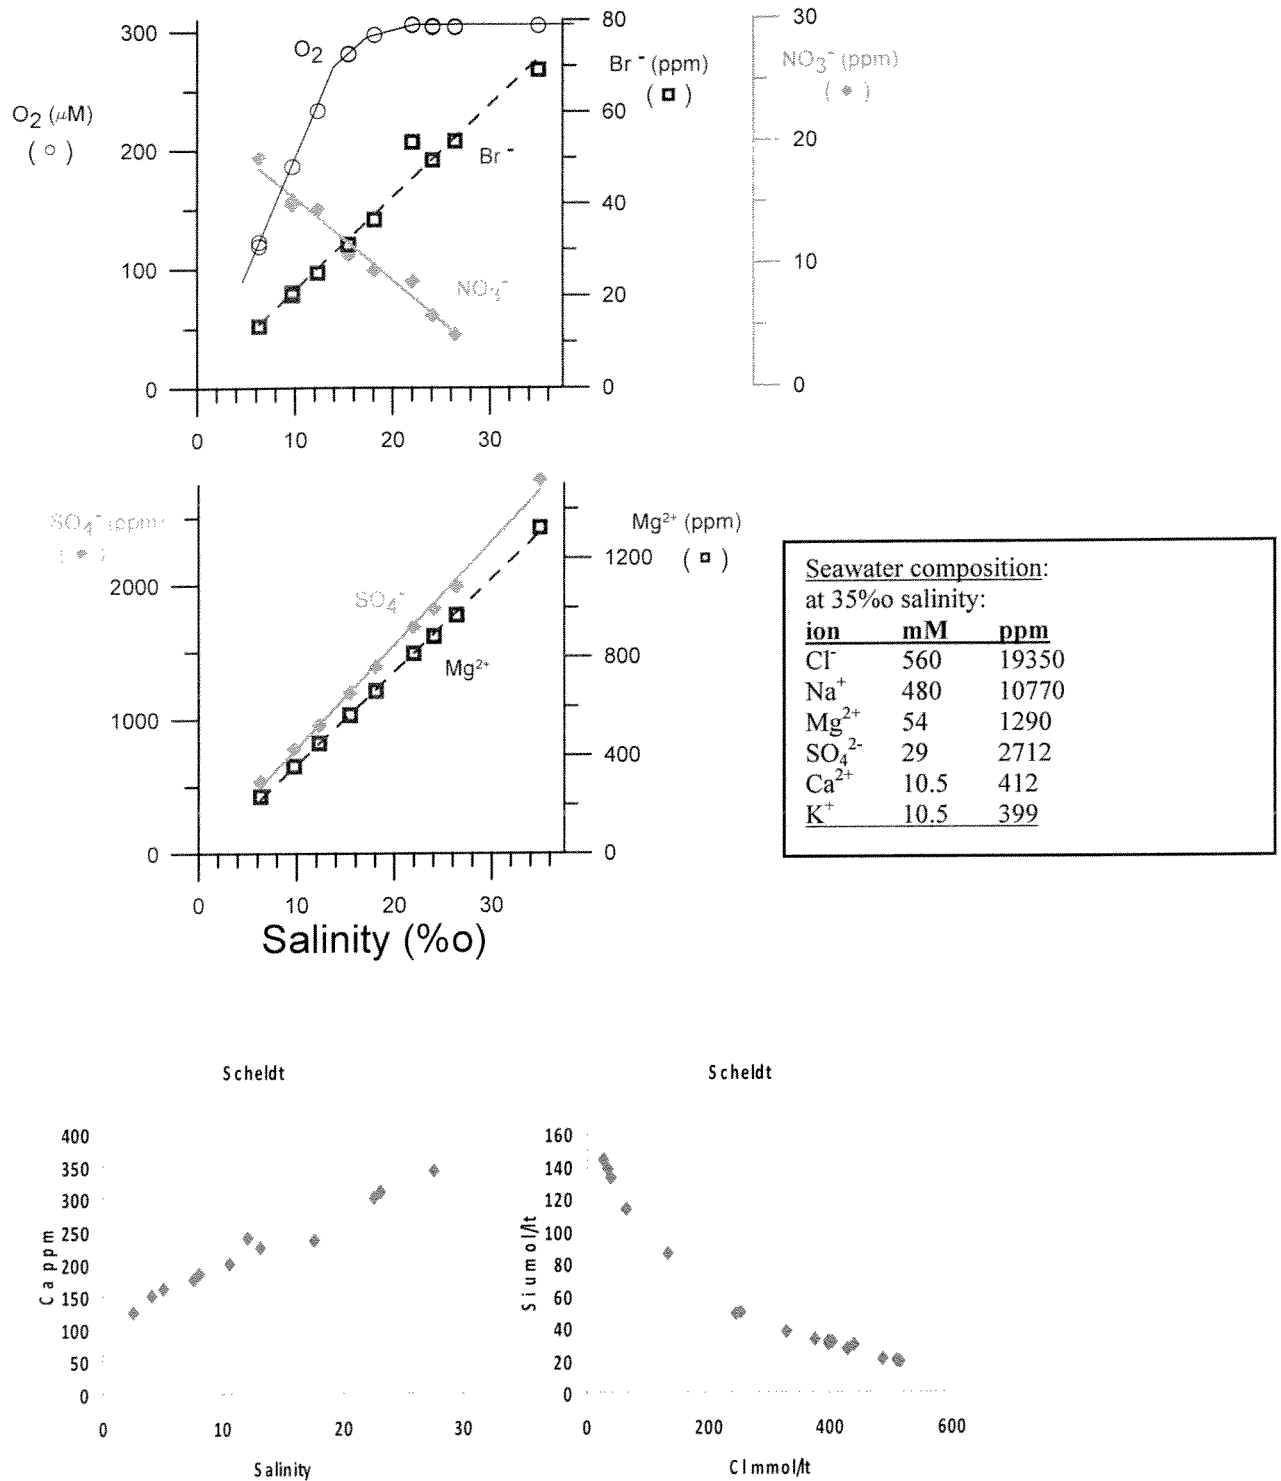 300
200
100
0
O2 (μM)
( ○ )
O2
Br -
NO3-
80
60
40
20
0
Br - (ppm)
( □ )
30
20
10
0
NO3- (ppm)
( ◆ )
0 10 20 30
SO4- (ppm)
( ◆ )
2000
1000
0
SO4-
Mg2+
Mg2+ (ppm)
( □ )
1200
800
400
0
0 10 20 30
Salinity (%o)
Seawater composition:
at 35%o salinity:
ion mM ppm
Cl- 560 19350
Na+ 480 10770
Mg2+ 54 1290
SO42- 29 2712
Ca2+ 10.5 412
K+ 10.5 399
Scheldt
400
350
300
250
200
150
100
50
0
Ca ppm
0 10 20 30
Salinity
Scheldt
160
140
120
100
80
60
40
20
0
Si umol/lt
0 200 400 600
Cl mmol/lt